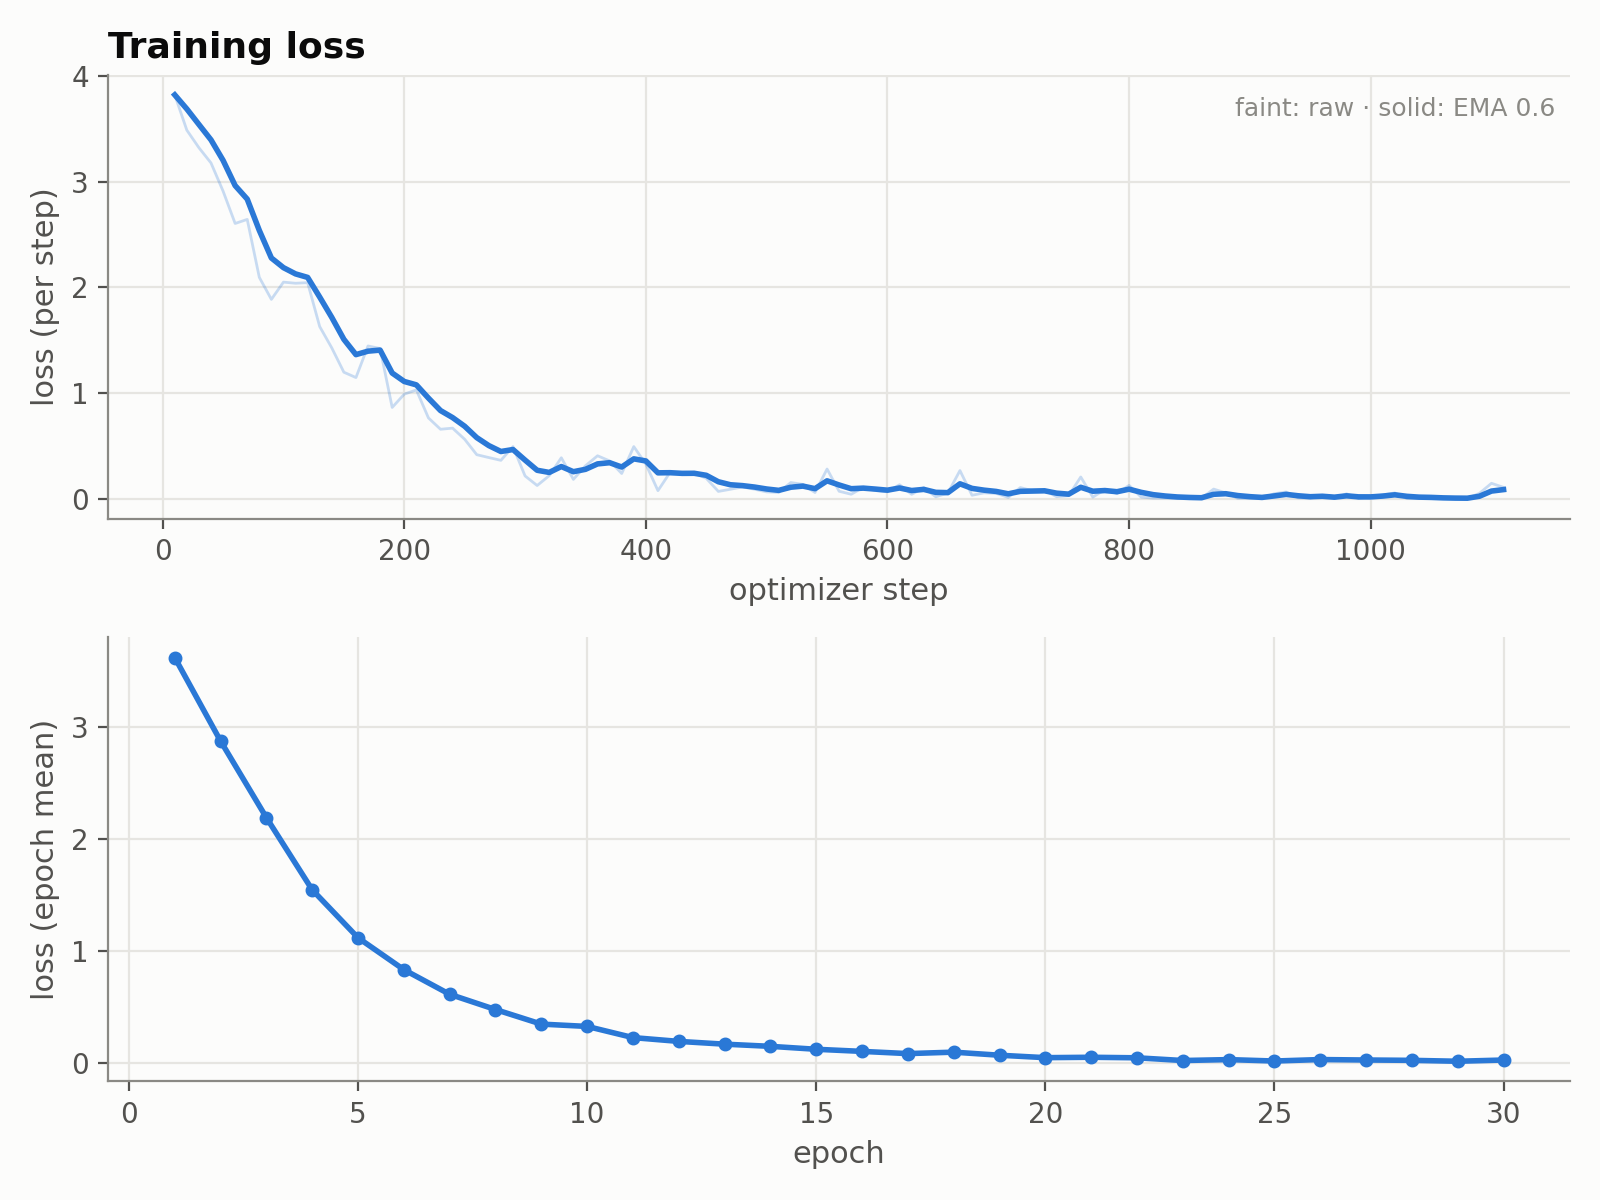 Training loss
faint: raw · solid: EMA 0.6
loss (per step)
4
3
2
1
0
0 200 400 600 800 1000
optimizer step
loss (epoch mean)
3
2
1
0
0 5 10 15 20 25 30
epoch